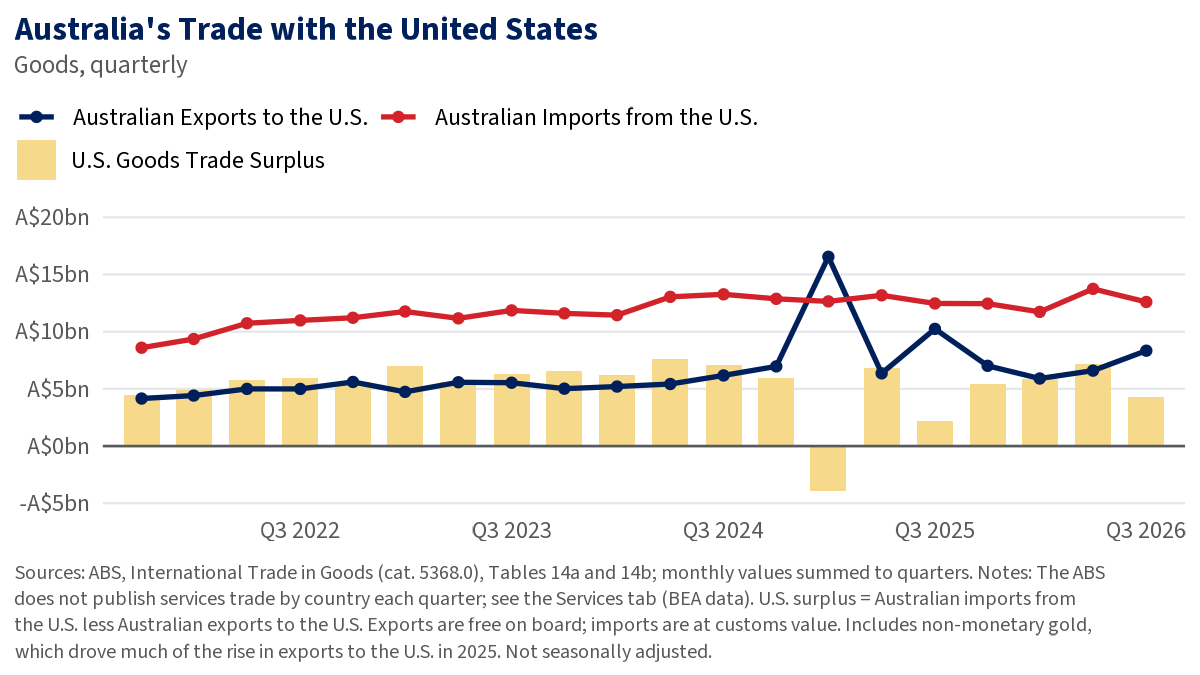 Australia's Trade with the United States
Goods, quarterly
Australian Exports to the U.S. Australian Imports from the U.S.
U.S. Goods Trade Surplus
A$20bn
A$15bn
A$10bn
A$5bn
A$0bn
-A$5bn
Q3 2022 Q3 2023 Q3 2024 Q3 2025 Q3 2026
Sources: ABS, International Trade in Goods (cat. 5368.0), Tables 14a and 14b; monthly values summed to quarters. Notes: The ABS
does not publish services trade by country each quarter; see the Services tab (BEA data). U.S. surplus = Australian imports from
the U.S. less Australian exports to the U.S. Exports are free on board; imports are at customs value. Includes non-monetary gold,
which drove much of the rise in exports to the U.S. in 2025. Not seasonally adjusted.